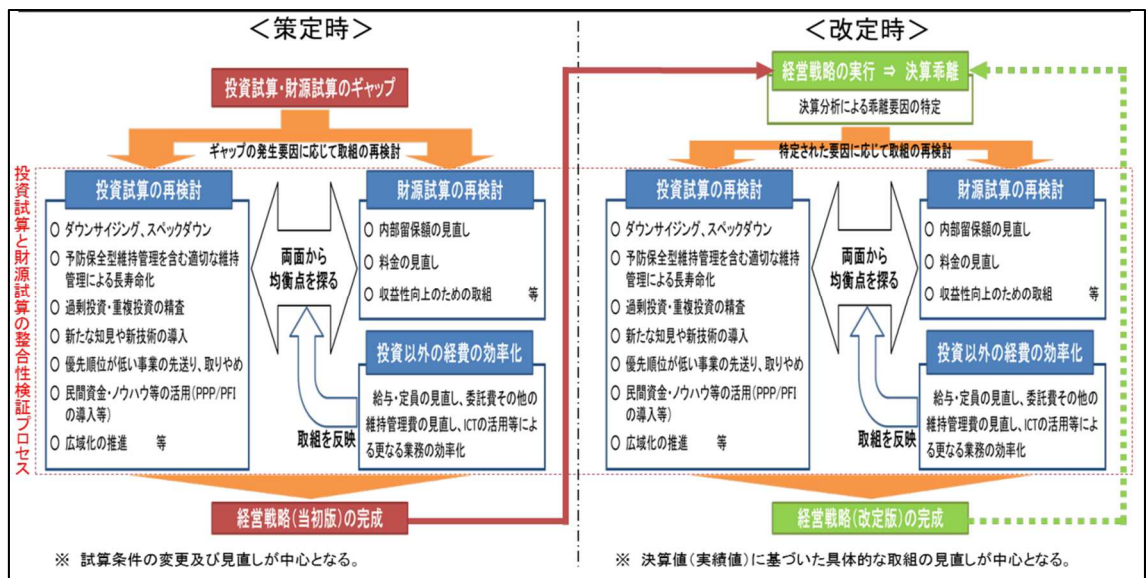 ＜策定時＞
投資試算・財源試算のギャップ
ギャップの発生要因に応じて取組の再検討
投資試算と財源試算の整合性検証プロセス
投資試算の再検討
○ ダウンサイジング、スペックダウン
○ 予防保全型維持管理を含む適切な維持
管理による長寿命化
○ 過剰投資・重複投資の精査
○ 新たな知見や新技術の導入
○ 優先順位が低い事業の先送り、取りやめ
○ 民間資金・ノウハウ等の活用(PPP/PFI
の導入等)
○ 広域化の推進　等
両面から
均衡点を探る
財源試算の再検討
○ 内部留保額の見直し
○ 料金の見直し
○ 収益性向上のための取組　等
投資以外の経費の効率化
給与・定員の見直し、委託費その他の
維持管理費の見直し、ICTの活用等によ
る更なる業務の効率化
取組を反映
経営戦略(当初版)の完成
※ 試算条件の変更及び見直しが中心となる。
＜改定時＞
経営戦略の実行 ⇒ 決算乖離
決算分析による乖離要因の特定
特定された要因に応じて取組の再検討
投資試算の再検討
○ ダウンサイジング、スペックダウン
○ 予防保全型維持管理を含む適切な維持
管理による長寿命化
○ 過剰投資・重複投資の精査
○ 新たな知見や新技術の導入
○ 優先順位が低い事業の先送り、取りやめ
○ 民間資金・ノウハウ等の活用(PPP/PFI
の導入等)
○ 広域化の推進　等
両面から
均衡点を探る
財源試算の再検討
○ 内部留保額の見直し
○ 料金の見直し
○ 収益性向上のための取組　等
投資以外の経費の効率化
給与・定員の見直し、委託費その他の
維持管理費の見直し、ICTの活用等によ
る更なる業務の効率化
取組を反映
経営戦略(改定版)の完成
※ 決算値(実績値)に基づいた具体的な取組の見直しが中心となる。